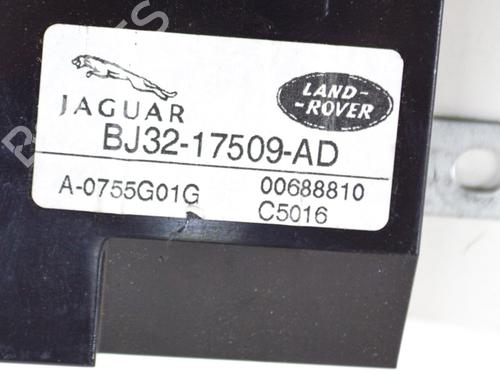 JAGUAR
LAND-
-ROVER
BJ32-17509-AD
A-0755G01G 00688810
C5016